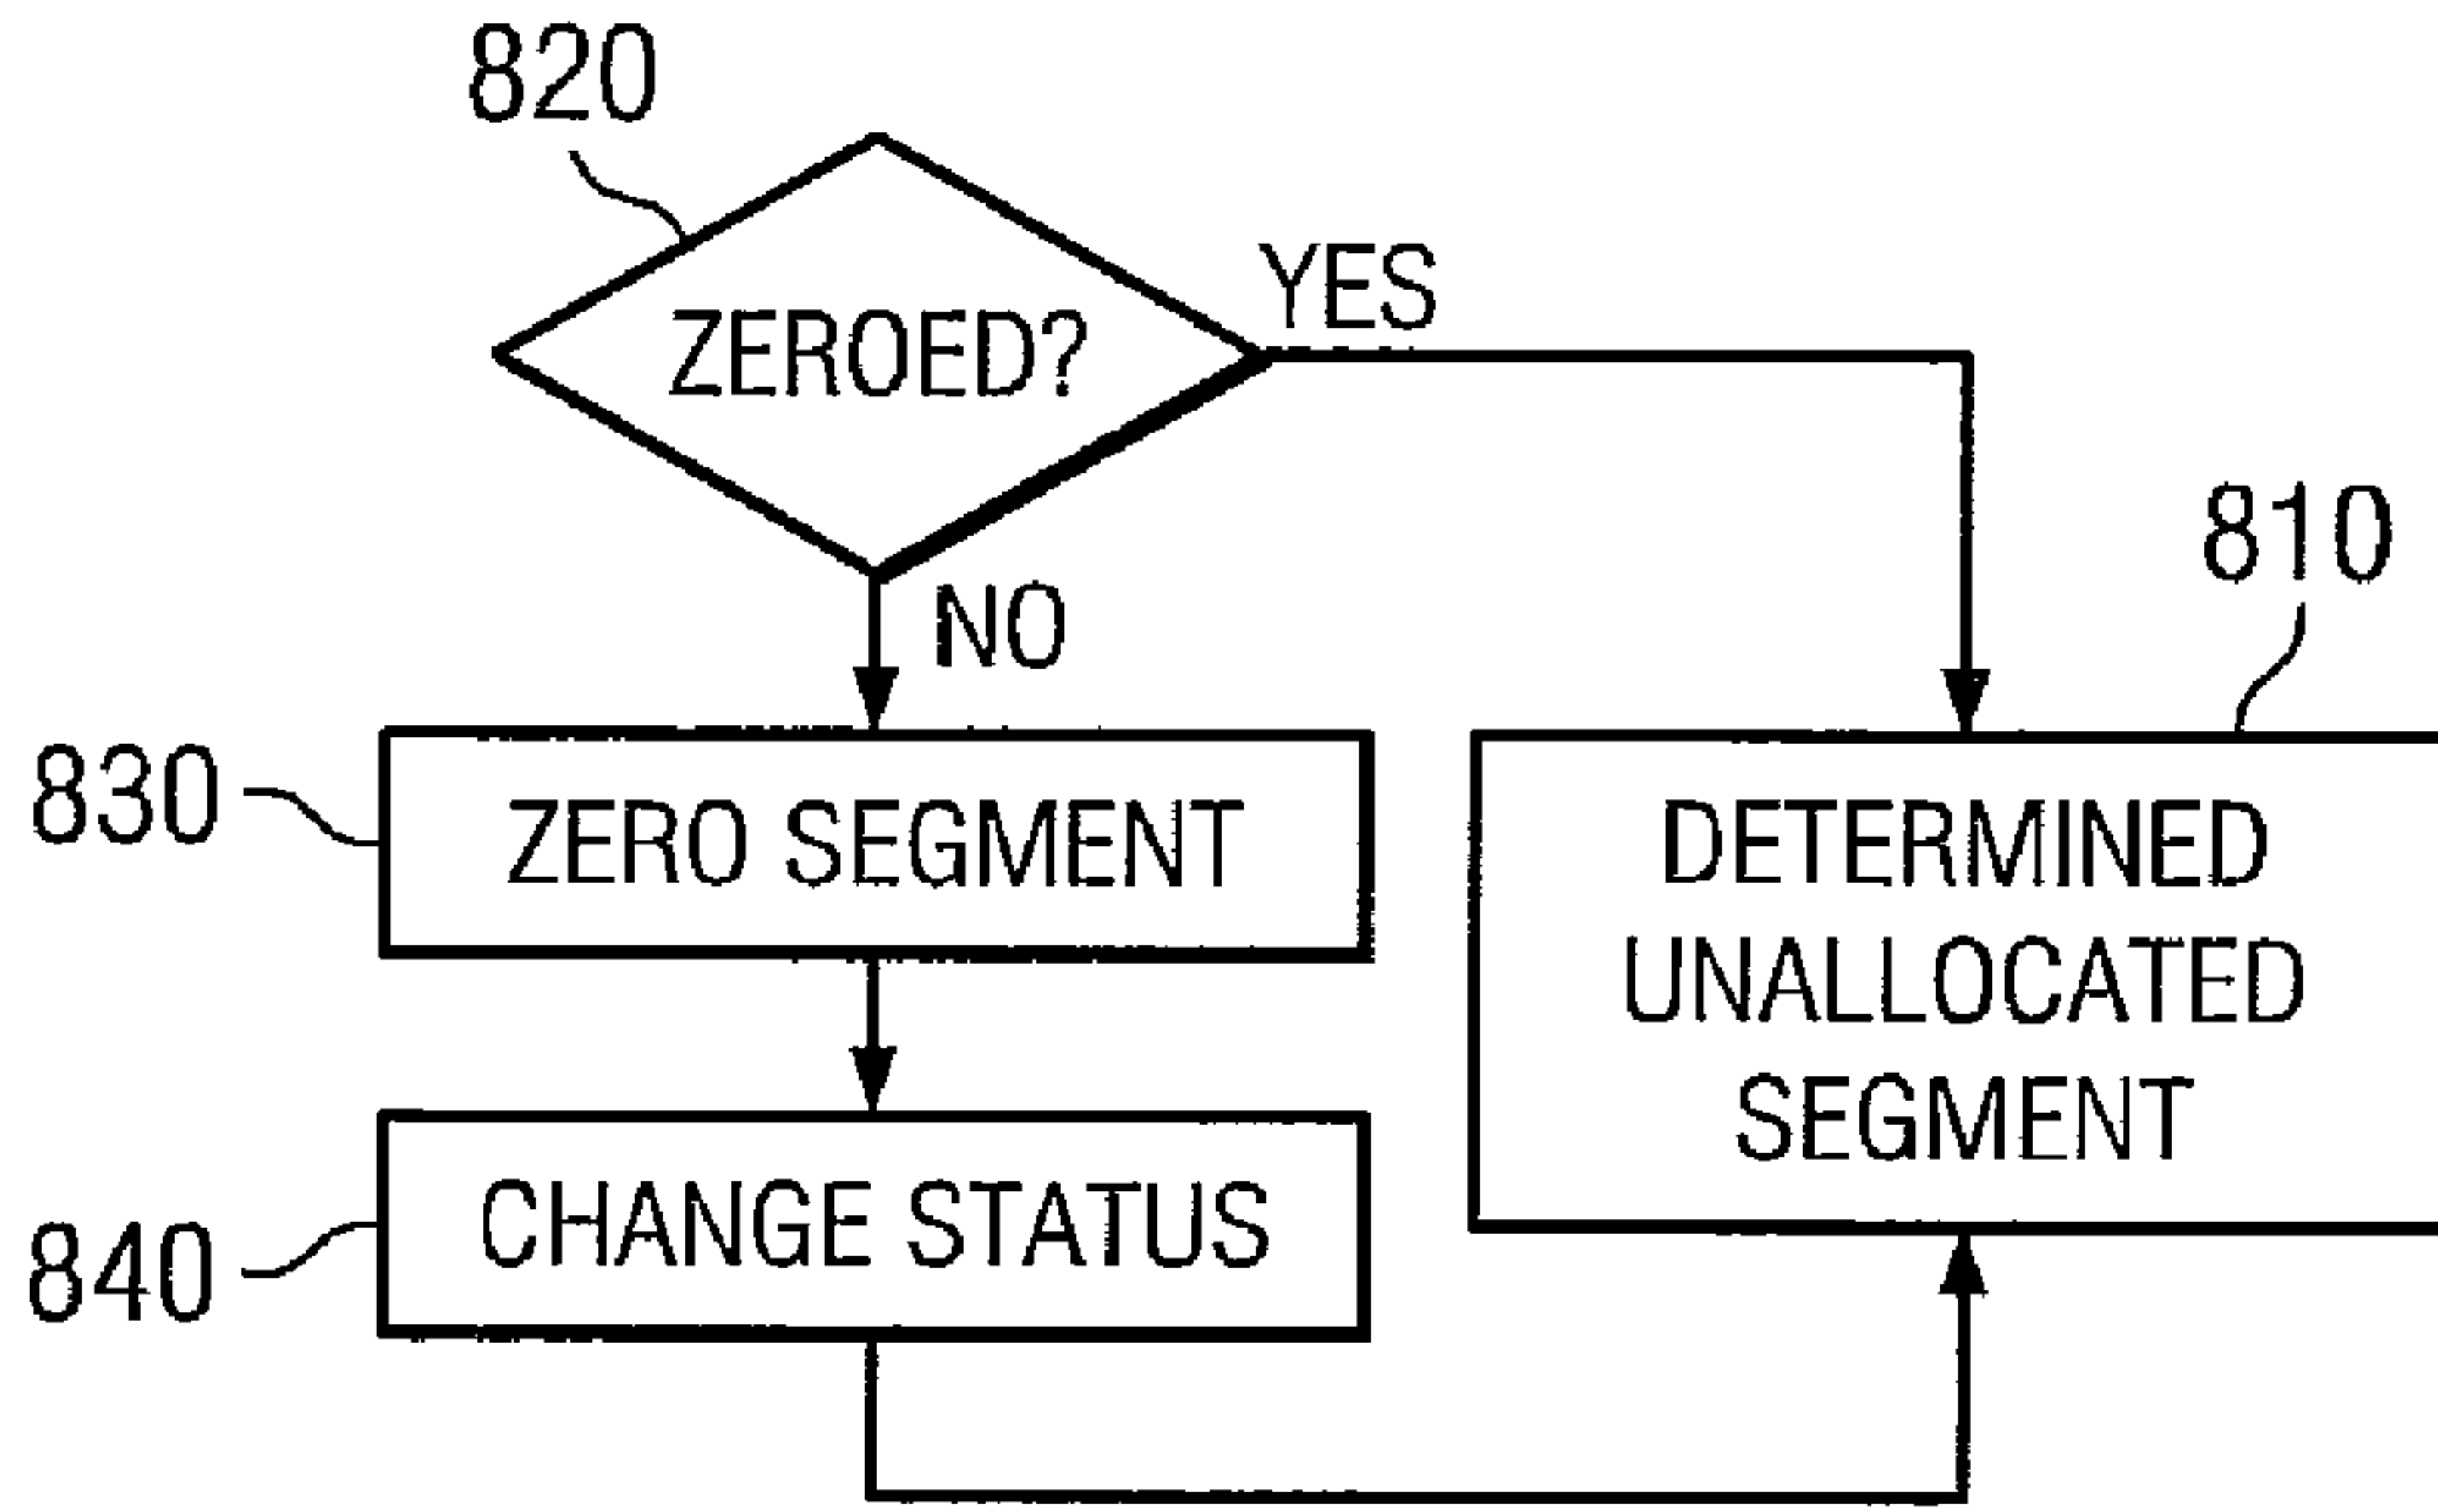 820
ZEROED?
YES
NO
810
830
ZERO SEGMENT
DETERMINED
UNALLOCATED
SEGMENT
840
CHANGE STATUS